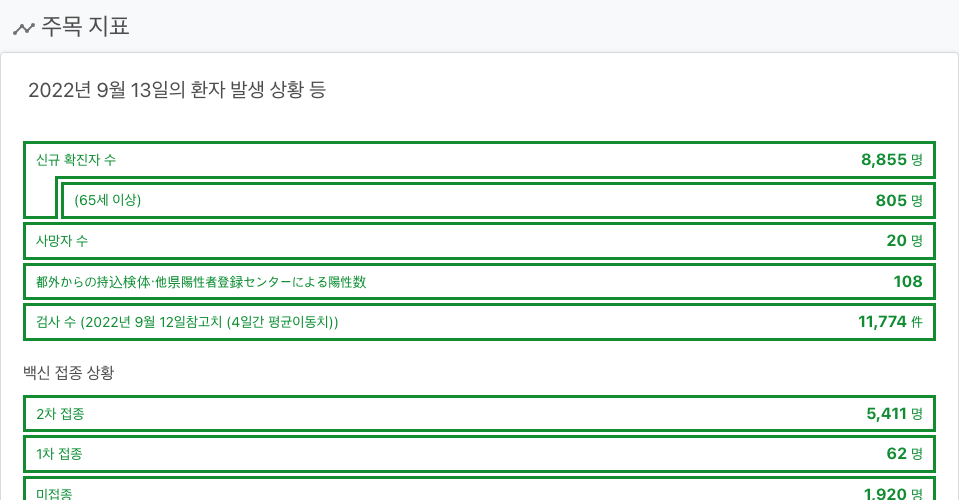 주목 지표
2022년 9월 13일의 환자 발생 상황 등
신규 확진자 수 8,855 명
(65세 이상) 805 명
사망자 수 20 명
都外からの持込検体·他県陽性者登録センターによる陽性数 108
검사 수 (2022년 9월 12일참고치 (4일간 평균이동치)) 11,774 件
백신 접종 상황
2차 접종 5,411 명
1차 접종 62 명
미접종 1,920 명